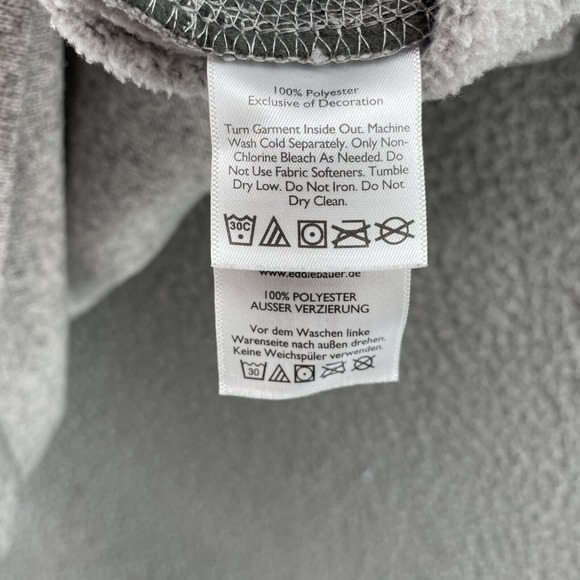 100% Polyester
Exclusive of Decoration
Turn Garment Inside Out. Machine
Wash Cold Separately. Only Non-
Chlorine Bleach As Needed. Do
Not Use Fabric Softeners. Tumble
Dry Low. Do Not Iron. Do Not
Dry Clean.
30C
www.eddiebauer.de
100% POLYESTER
AUSSER VERZIERUNG
Vor dem Waschen linke
Warenseite nach außen drehen.
Keine Weichspüler verwenden.
30